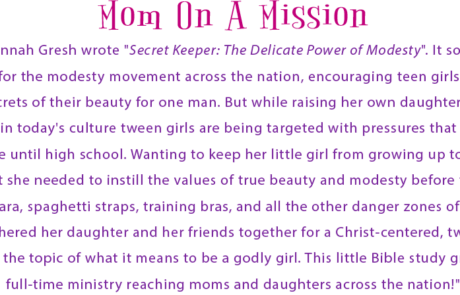 Mom On A Mission
nnah Gresh wrote "Secret Keeper: The Delicate Power of Modesty". It so
for the modesty movement across the nation, encouraging teen girls
crets of their beauty for one man. But while raising her own daughter
in today's culture tween girls are being targeted with pressures that
e until high school. Wanting to keep her little girl from growing up to
t she needed to instill the values of true beauty and modesty before
ara, spaghetti straps, training bras, and all the other danger zones of
hered her daughter and her friends together for a Christ-centered, tw
the topic of what it means to be a godly girl. This little Bible study g
full-time ministry reaching moms and daughters across the nation!"